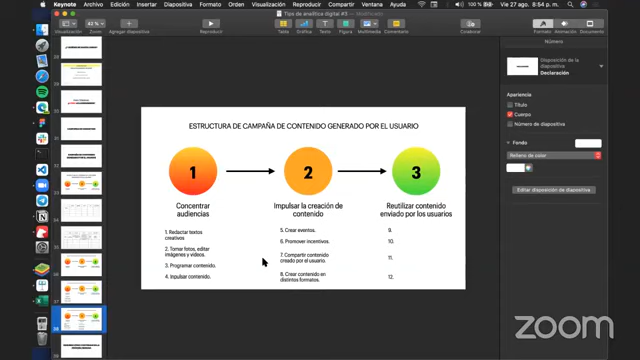 Keynote Archivo Edición Insertar Diapositiva Formato Disposición Visualización Reproducir Compartir Ventana Ayuda 100 % Vie 27 ago. 8:54 p. m.
Tips de analítica digital #3
42 %
Visualización Zoom Agregar diapositiva Reproducir Tabla Gráfica Texto Figura Multimedia Comentario Colaborar Formato Animación Documento
Número
Disposición de la diapositiva
Declaración
Apariencia
Título
Cuerpo
Número de diapositiva
Fondo
Relleno de color
Editar disposición de diapositiva
ESTRUCTURA DE CAMPAÑA DE CONTENIDO GENERADO POR EL USUARIO
1
2
3
Concentrar audiencias
Impulsar la creación de contenido
Reutilizar contenido enviado por los usuarios
1. Redactar textos creativos
2. Tomar fotos, editar imágenes y videos.
3. Programar contenido.
4. Impulsar contenido.
5. Crear eventos.
6. Promover incentivos.
7. Compartir contenido creado por el usuario.
8. Crear contenido en distintos formatos.
9.
10.
11.
12.
zoom